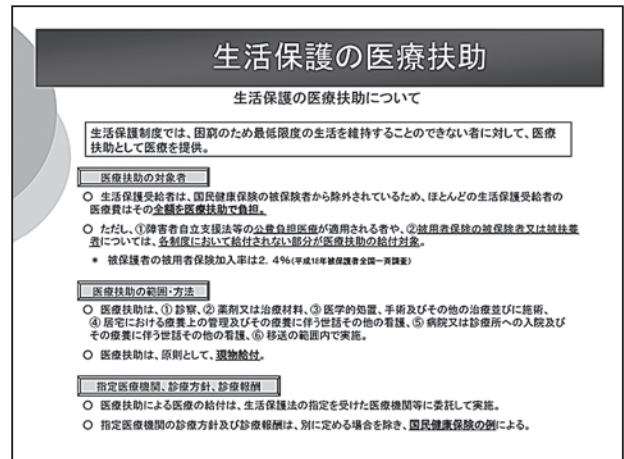 生活保護の医療扶助
生活保護の医療扶助について
生活保護制度では、困窮のため最低限度の生活を維持することのできない者に対して、医療
扶助として医療を提供。
医療扶助の対象者
○ 生活保護受給者は、国民健康保険の被保険者から除外されているため、ほとんどの生活保護受給者の
医療費はその全額を医療扶助で負担。
○ ただし、①障害者自立支援法等の公費負担医療が適用される者や、②被用者保険の被保険者又は被扶養
者については、各制度において給付されない部分が医療扶助の給付対象。
* 被保護者の被用者保険加入率は2.4%(平成18年被保護者全国一斉調査)
医療扶助の範囲・方法
○ 医療扶助は、①診察、②薬剤又は治療材料、③医学的処置、手術及びその他の治療並びに施術、
④居宅における療養上の管理及びその療養に伴う世話その他の看護、⑤病院又は診療所への入院及び
その療養に伴う世話その他の看護、⑥移送の範囲内で実施。
○ 医療扶助は、原則として、現物給付。
指定医療機関、診療方針、診療報酬
○ 医療扶助による医療の給付は、生活保護法の指定を受けた医療機関等に委託して実施。
○ 指定医療機関の診療方針及び診療報酬は、別に定める場合を除き、国民健康保険の例による。